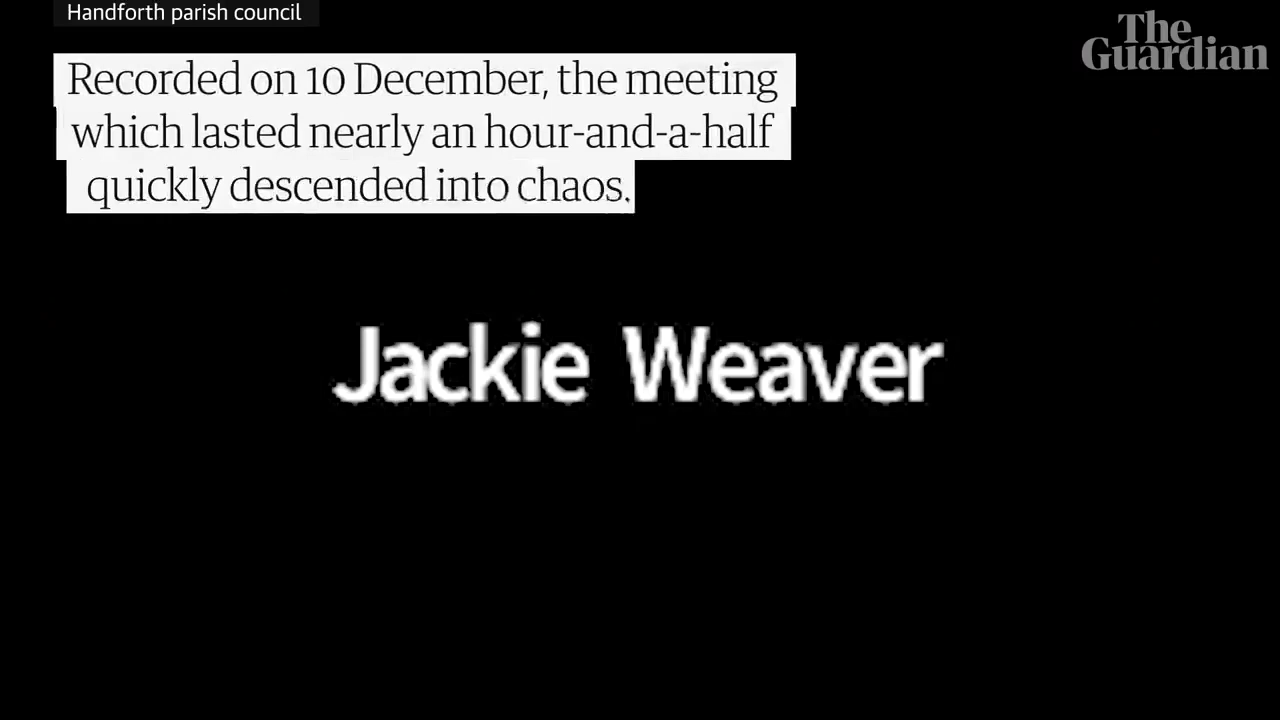 Handforth parish council
The
Guardian
Recorded on 10 December, the meeting
which lasted nearly an hour-and-a-half
quickly descended into chaos.
Jackie Weaver